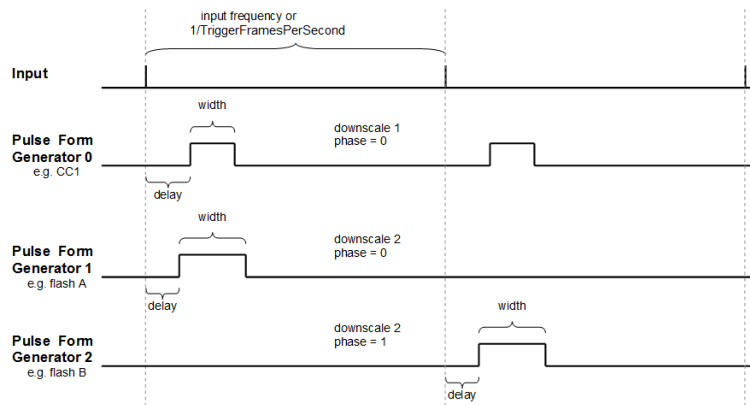 input frequency or
1/TriggerFramesPerSecond
Input
width
downscale 1
phase = 0
Pulse Form
Generator 0
e.g. CC1
delay
width
downscale 2
phase = 0
Pulse Form
Generator 1
e.g. flash A
delay
width
downscale 2
phase = 1
Pulse Form
Generator 2
e.g. flash B
delay